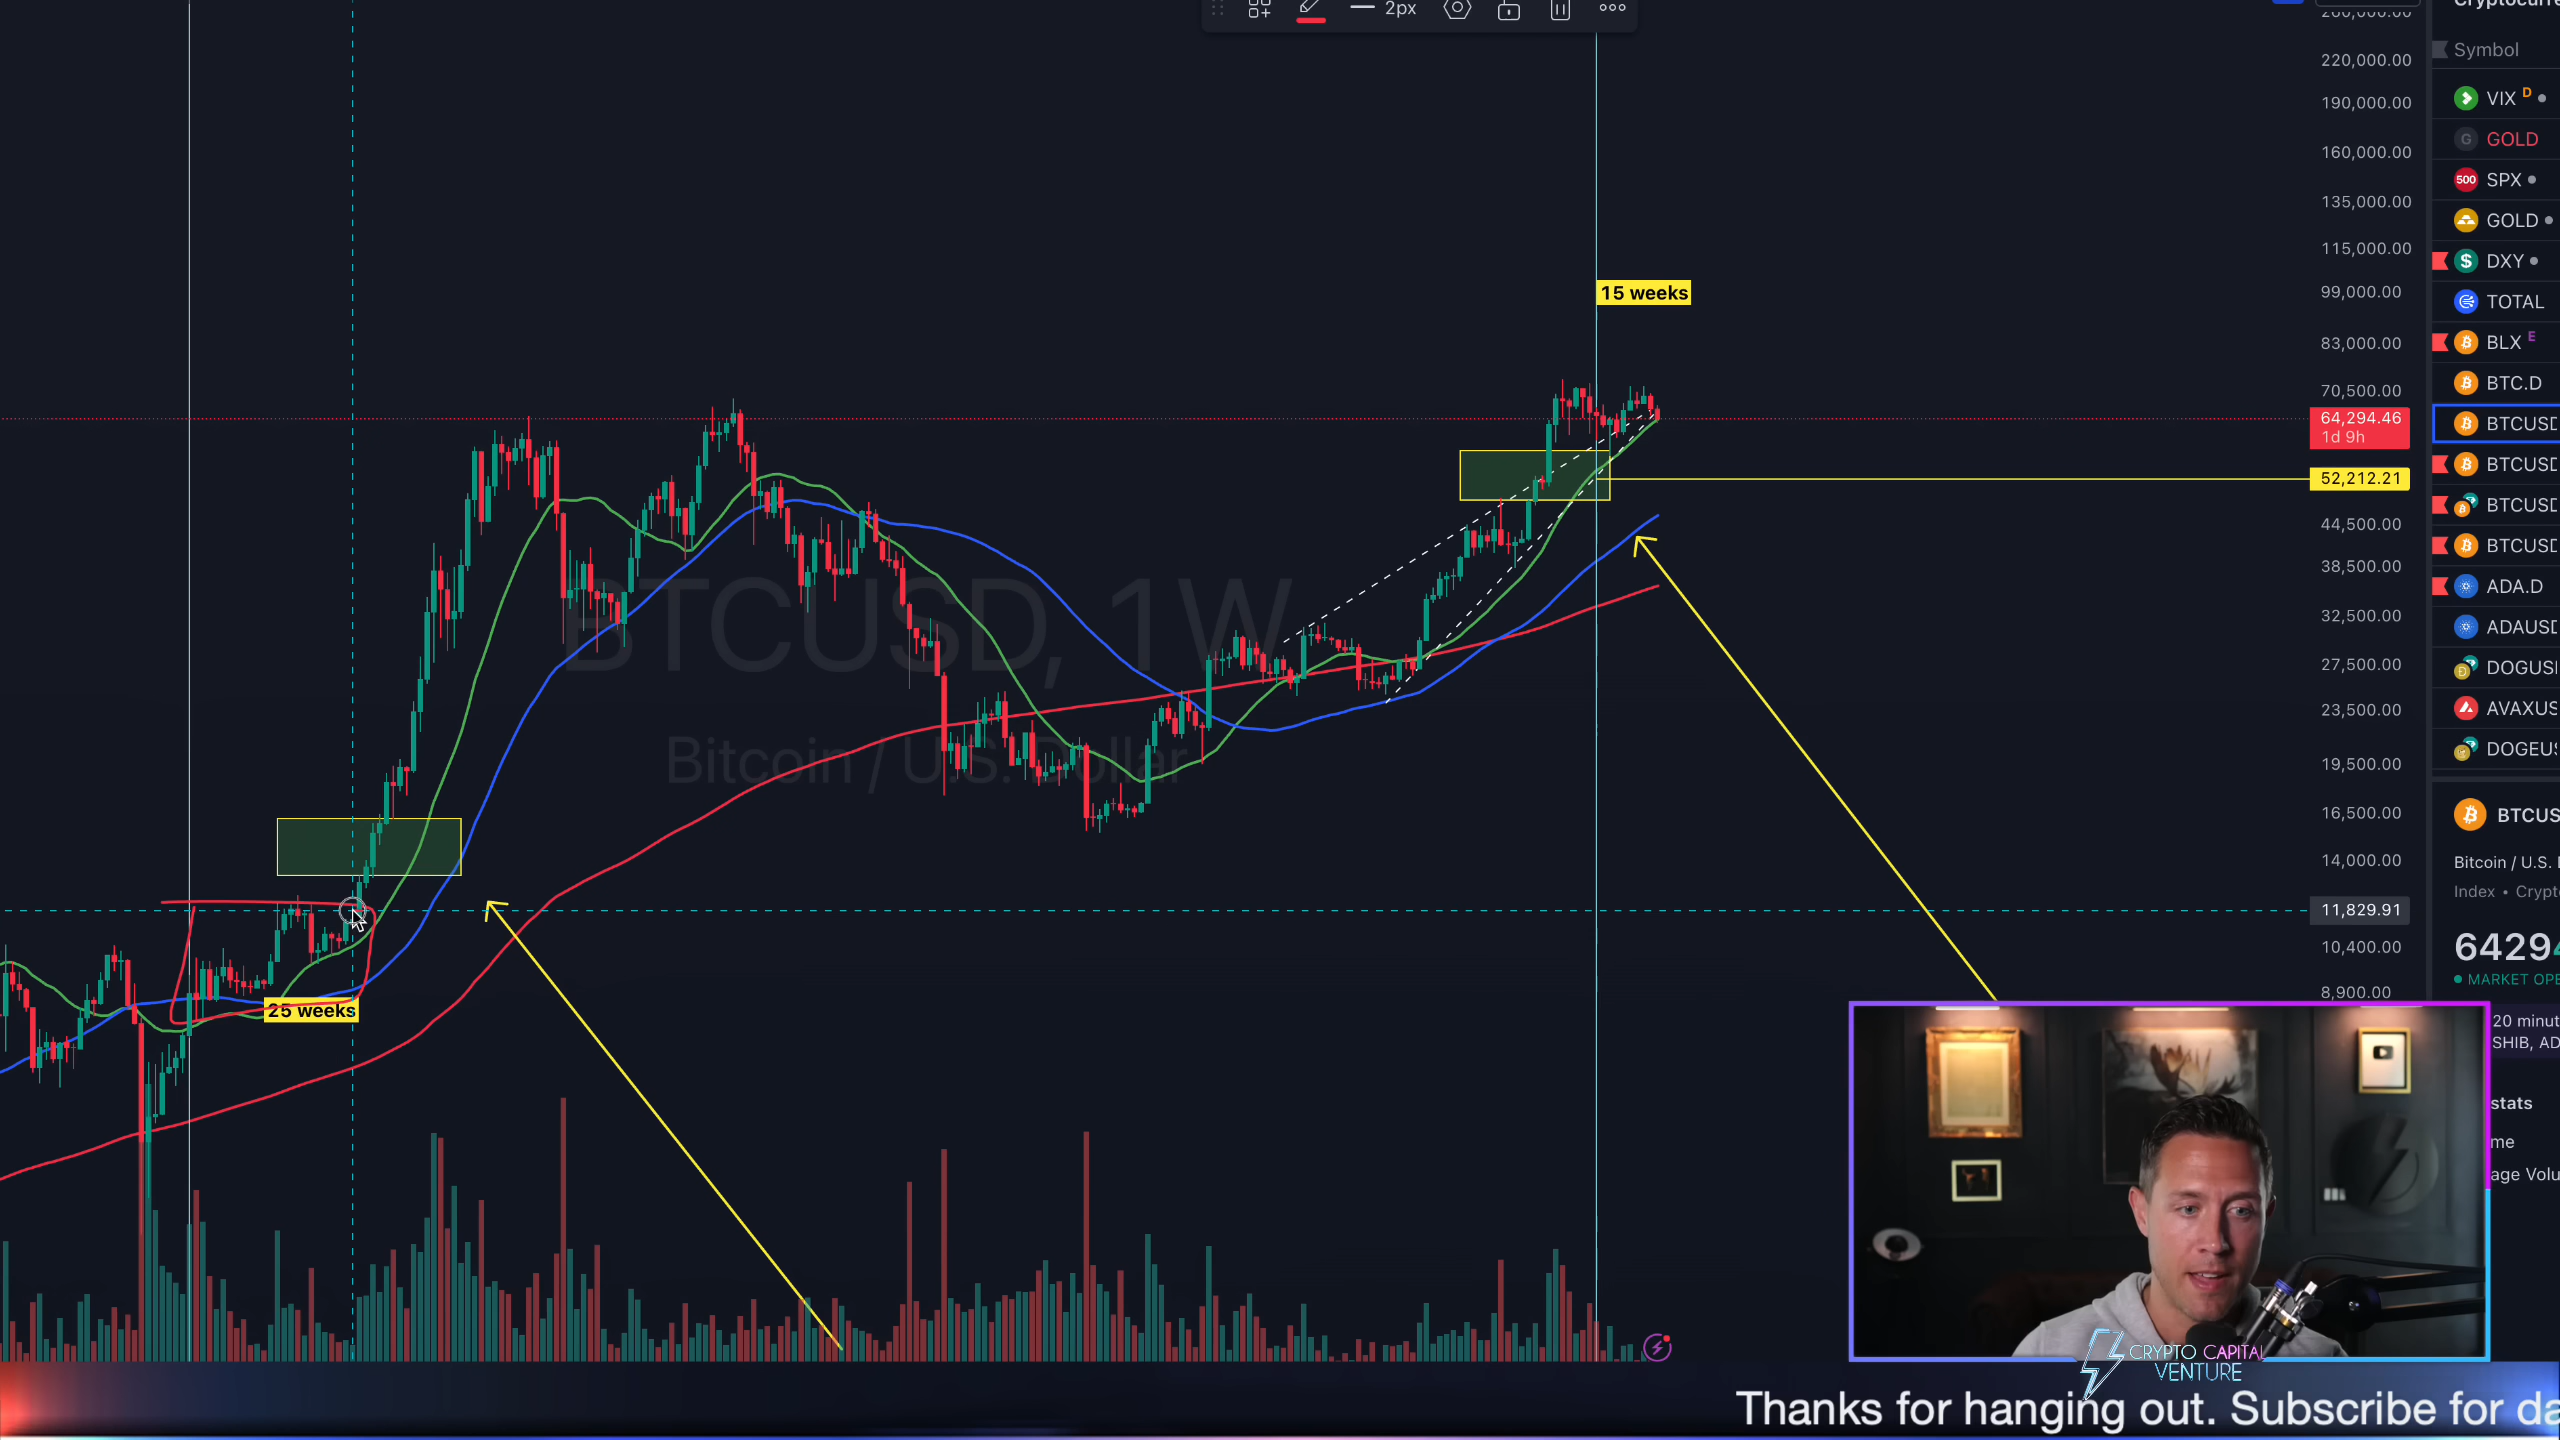 2px
Symbol
220,000.00
190,000.00
160,000.00
135,000.00
115,000.00
99,000.00
83,000.00
70,500.00
64,294.46
1d 9h
52,212.21
44,500.00
38,500.00
32,500.00
27,500.00
23,500.00
19,500.00
16,500.00
14,000.00
11,829.91
10,400.00
8,900.00
VIX D
G GOLD
500 SPX
GOLD
DXY
TOTAL
BLX E
BTC.D
BTCUSD
BTCUSD
BTCUSD
BTCUSD
ADA.D
ADAUSD
DOGUS
AVAXUS
DOGEU
15 weeks
BTCUSD, 1W
Bitcoin / U.S. Dollar
25 weeks
BTCUS
Bitcoin / U.S.
Index • Crypt
6429
MARKET OPE
20 minut
SHIB, AD
stats
me
age Volu
CRYPTO CAPITAL
VENTURE
Thanks for hanging out. Subscribe for da